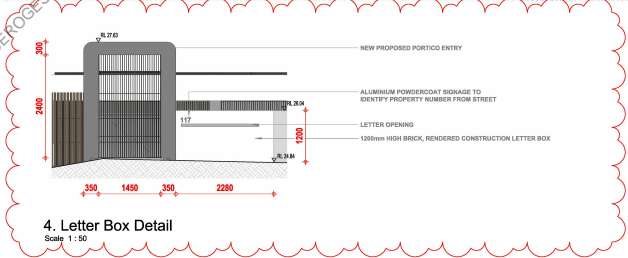 RL 27.63
NEW PROPOSED PORTICO ENTRY
300
ALUMINIUM POWDERCOAT SIGNAGE TO
IDENTIFY PROPERTY NUMBER FROM STREET
RL 26.04
2400
117
LETTER OPENING
1200
1200mm HIGH BRICK, RENDERED CONSTRUCTION LETTER BOX
RL 24.84
350
1450
350
2280
4. Letter Box Detail
Scale 1 : 50